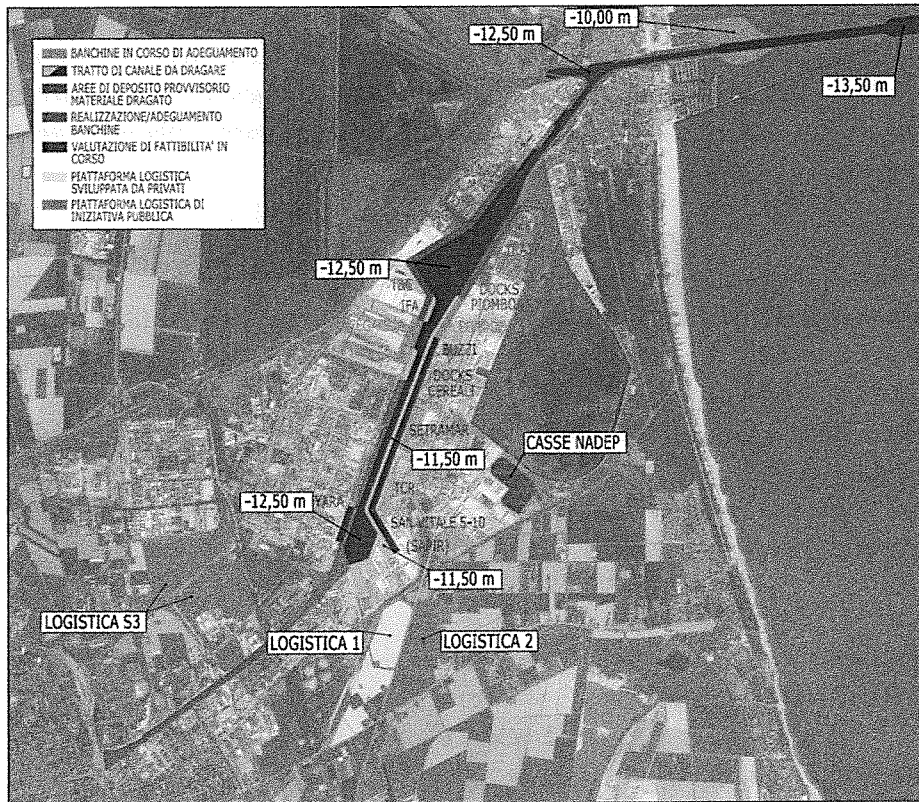 -10,00 m
-12,50 m
-13,50 m
BANCHINE IN CORSO DI ADEGUAMENTO
TRATTO DI CANALE DA DRAGARE
AREE DI DEPOSITO PROVVISORIO
MATERIALE DRAGATO
REALIZZAZIONE/ADEGUAMENTO
BANCHINE
VALUTAZIONE DI FATTIBILITA' IN
CORSO
PIATTAFORMA LOGISTICA
SVILUPPATA DA PRIVATI
PIATTAFORMA LOGISTICA DI
INIZIATIVA PUBBLICA
-12,50 m
IFA
DOCKS
PIOMBO
BUZZI
DOCKS
CEREALI
SETRAMAR
-11,50 m
CASSE NADEP
TCR
-12,50 m
YARA
SAN VITALE 5-10
(SAPIR)
-11,50 m
LOGISTICA S3
LOGISTICA 1
LOGISTICA 2